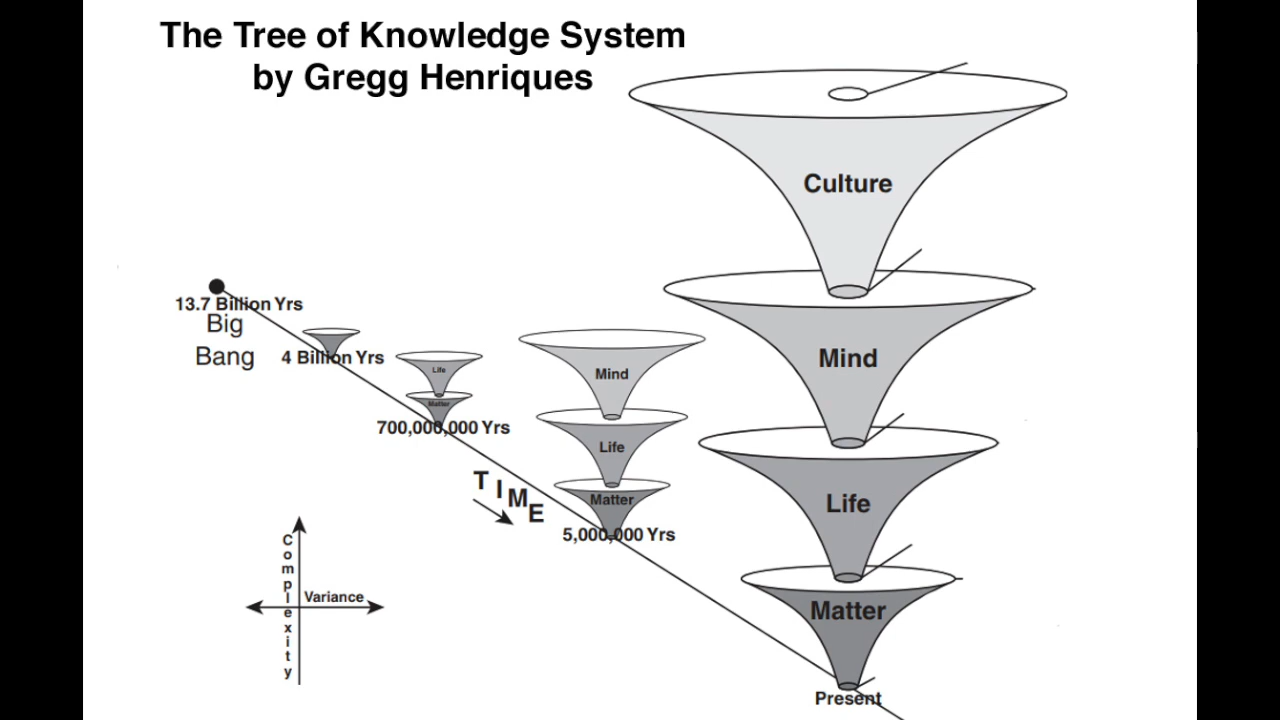 The Tree of Knowledge System
by Gregg Henriques
Culture
13.7 Billion Yrs
Big
Bang
4 Billion Yrs
Life
Matter
700,000,000 Yrs
Mind
Life
Matter
5,000,000 Yrs
Mind
Life
Matter
Present
TIME
Complexity
Variance